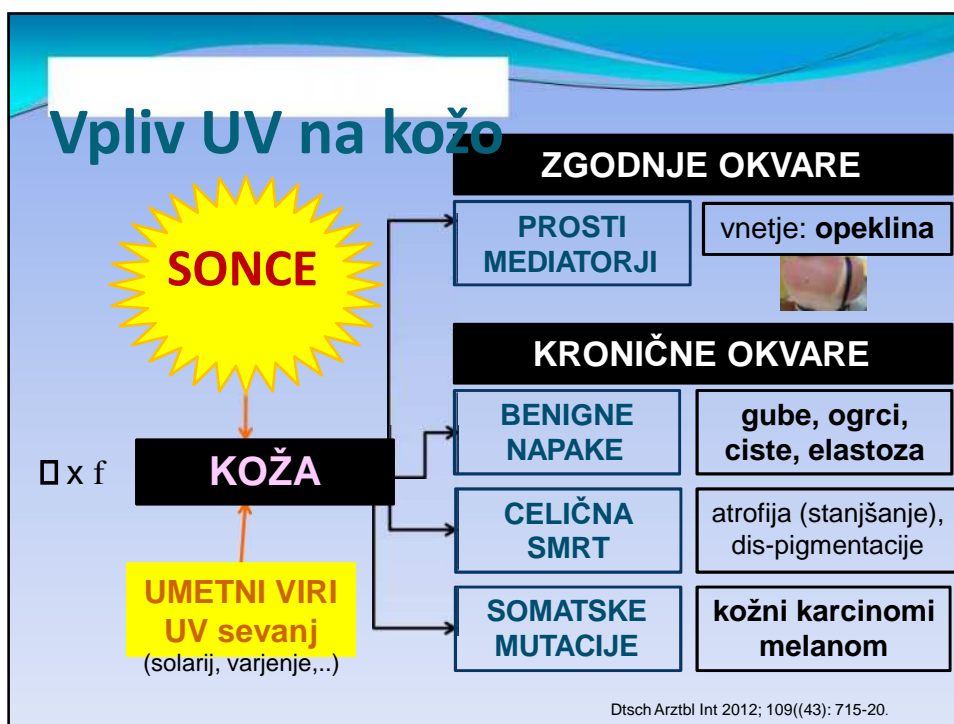 Vpliv UV na kožo
SONCE
ZGODNJE OKVARE
PROSTI
MEDIATORJI
vnetje: opeklina
KRONIČNE OKVARE
BENIGNE
NAPAKE
gube, ogrci,
ciste, elastoza
x f
KOŽA
CELIČNA
SMRT
atrofija (stanjšanje),
dis-pigmentacije
UMETNI VIRI
UV sevanj
(solarij, varjenje,..)
SOMATSKE
MUTACIJE
kožni karcinomi
melanom
Dtsch Arztbl Int 2012; 109((43): 715-20.